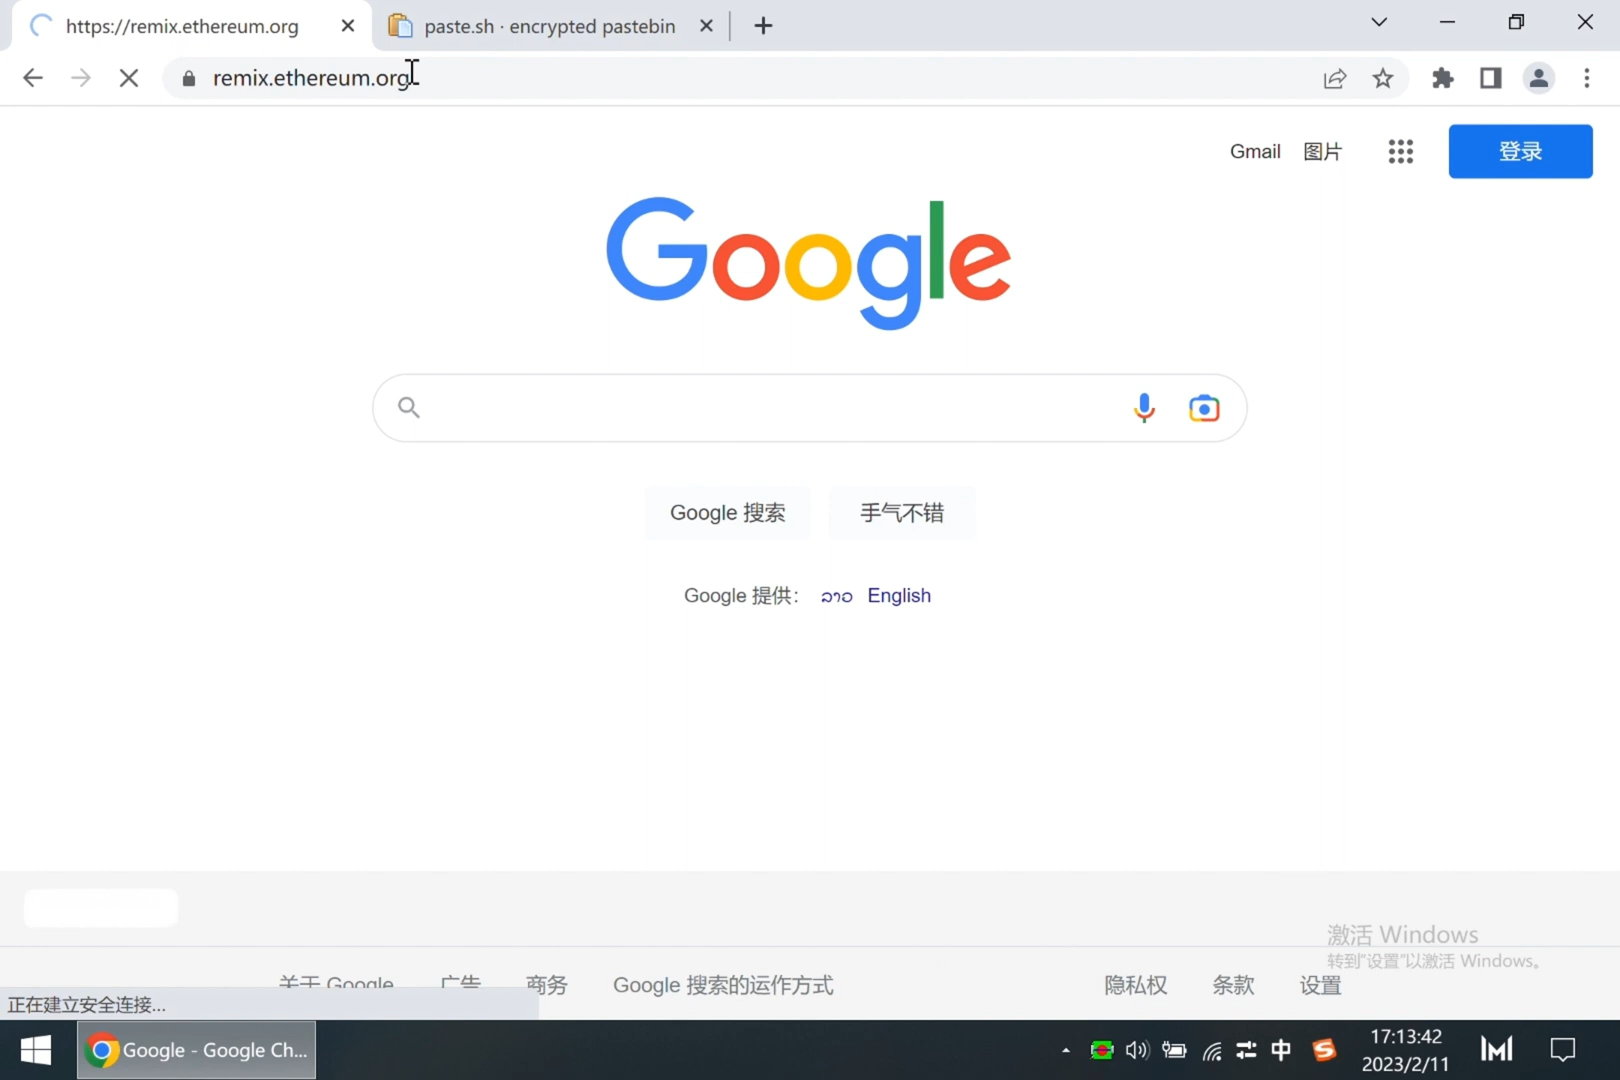 https://remix.ethereum.org
paste.sh · encrypted pastebin
remix.ethereum.org
Gmail
图片
登录
Google
Google 搜索
手气不错
Google 提供：
ລາວ
English
激活 Windows
转到"设置"以激活 Windows。
关于 Google
广告
商务
Google 搜索的运作方式
隐私权
条款
设置
正在建立安全连接...
Google - Google Ch...
中
17:13:42
2023/2/11